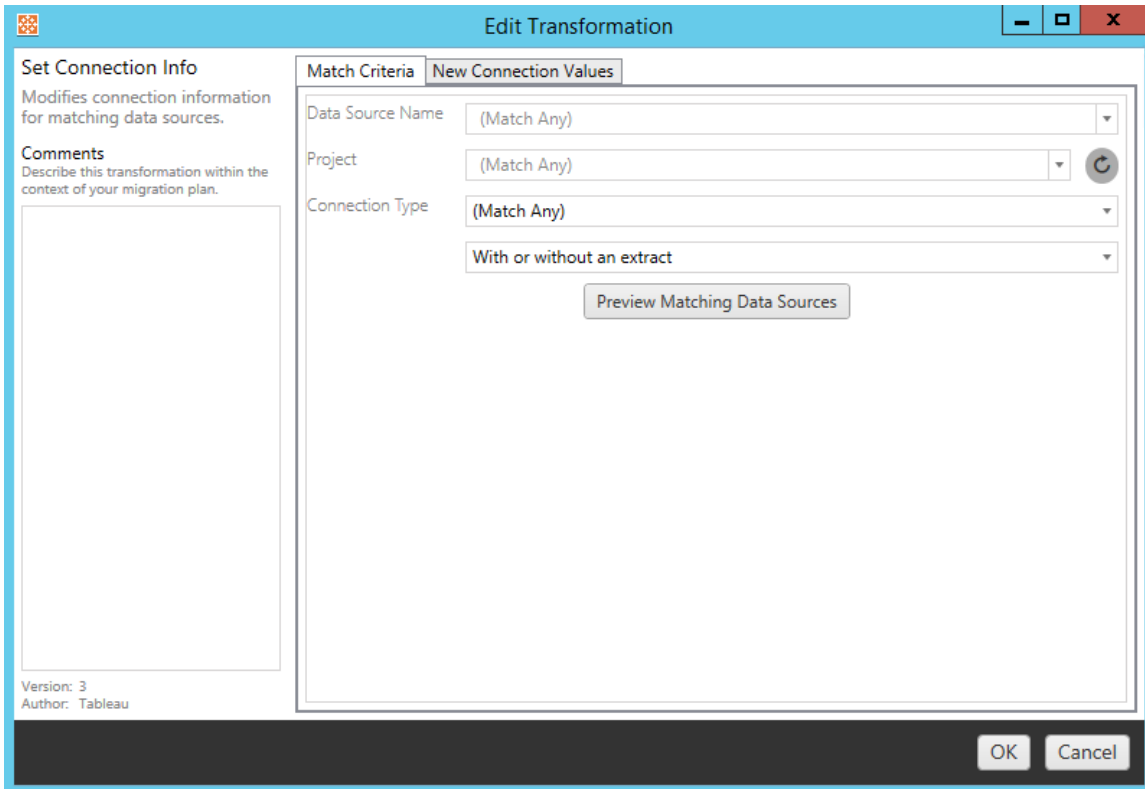 Edit Transformation
Set Connection Info
Modifies connection information
for matching data sources.
Comments
Describe this transformation within the
context of your migration plan.
Version: 3
Author: Tableau
Match Criteria
New Connection Values
Data Source Name
(Match Any)
Project
(Match Any)
Connection Type
(Match Any)
With or without an extract
Preview Matching Data Sources
OK
Cancel